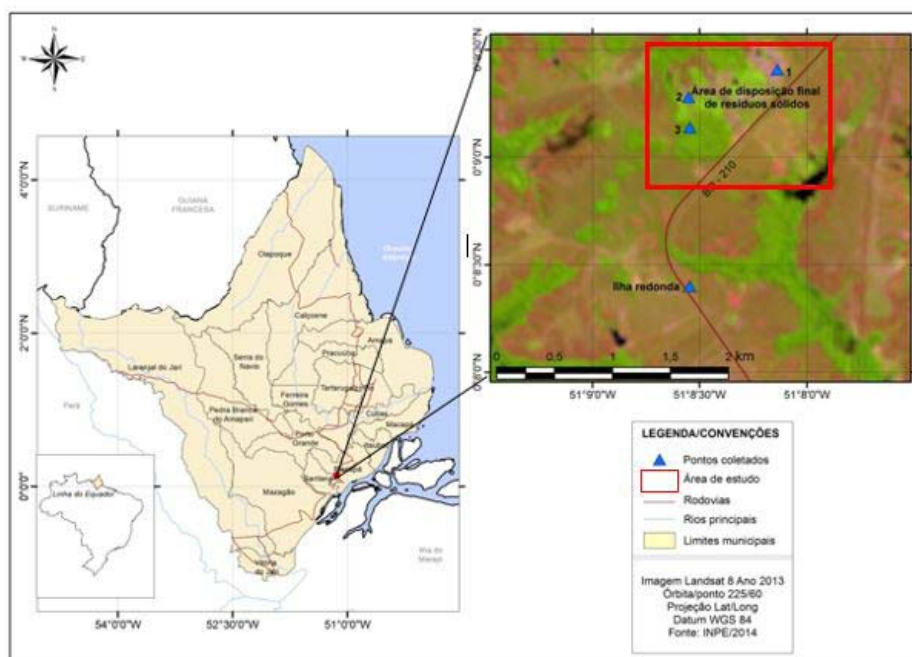 N
W
E
S
4°0'0"N
2°0'0"N
0°0'0"
54°0'0"W
52°30'0"W
51°0'0"W
SURINAME
GUIANA
FRANCESA
Oiapoque
Calçoene
Amapá
Pracuúba
Laranjal do Jari
Serra do
Navio
Ferreira
Gomes
Pedra Branca
do Amapari
Cutias
Macapá
Porto
Grande
Santana
Mazagão
Vitória
do Jari
Pará
Linha do Equador
1
2
3
Área de disposição final
de resíduos sólidos
BR - 210
Ilha redonda
0 0,5 1 1,5 2 km
51°9'0"W
51°8'30"W
51°8'0"W
LEGENDA/CONVENÇÕES
Pontos coletados
Área de estudo
Rodovias
Rios principais
Limites municipais
Imagem Landsat 8 Ano 2013
Órbita/ponto 225/60
Projeção Lat/Long
Datum WGS 84
Fonte: INPE/2014